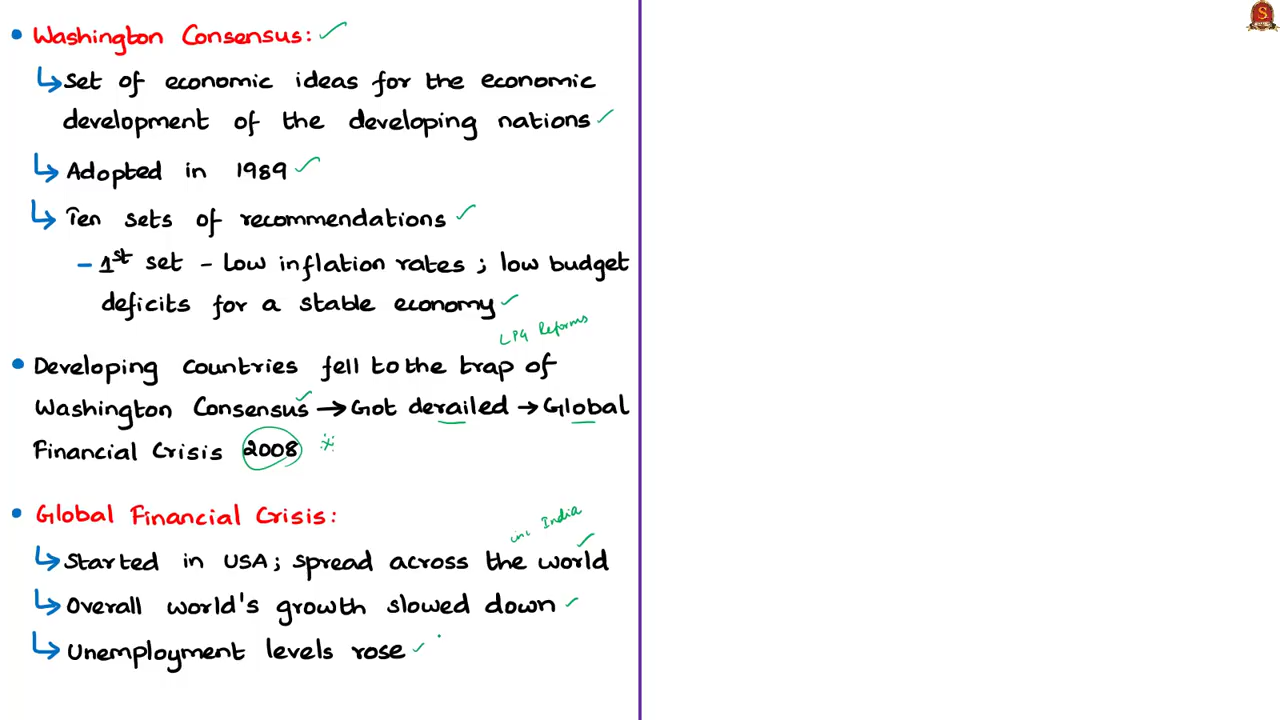 Washington Consensus:
Set of economic ideas for the economic
development of the developing nations
Adopted in 1989
Ten sets of recommendations
- 1st set - Low inflation rates; low budget
deficits for a stable economy
LPG Reforms
Developing Countries fell to the trap of
Washington Consensus → Got derailed → Global
Financial Crisis 2008
Global Financial Crisis:
inc India
Started in USA; spread across the world
Overall world's growth slowed down
Unemployment levels rose
S